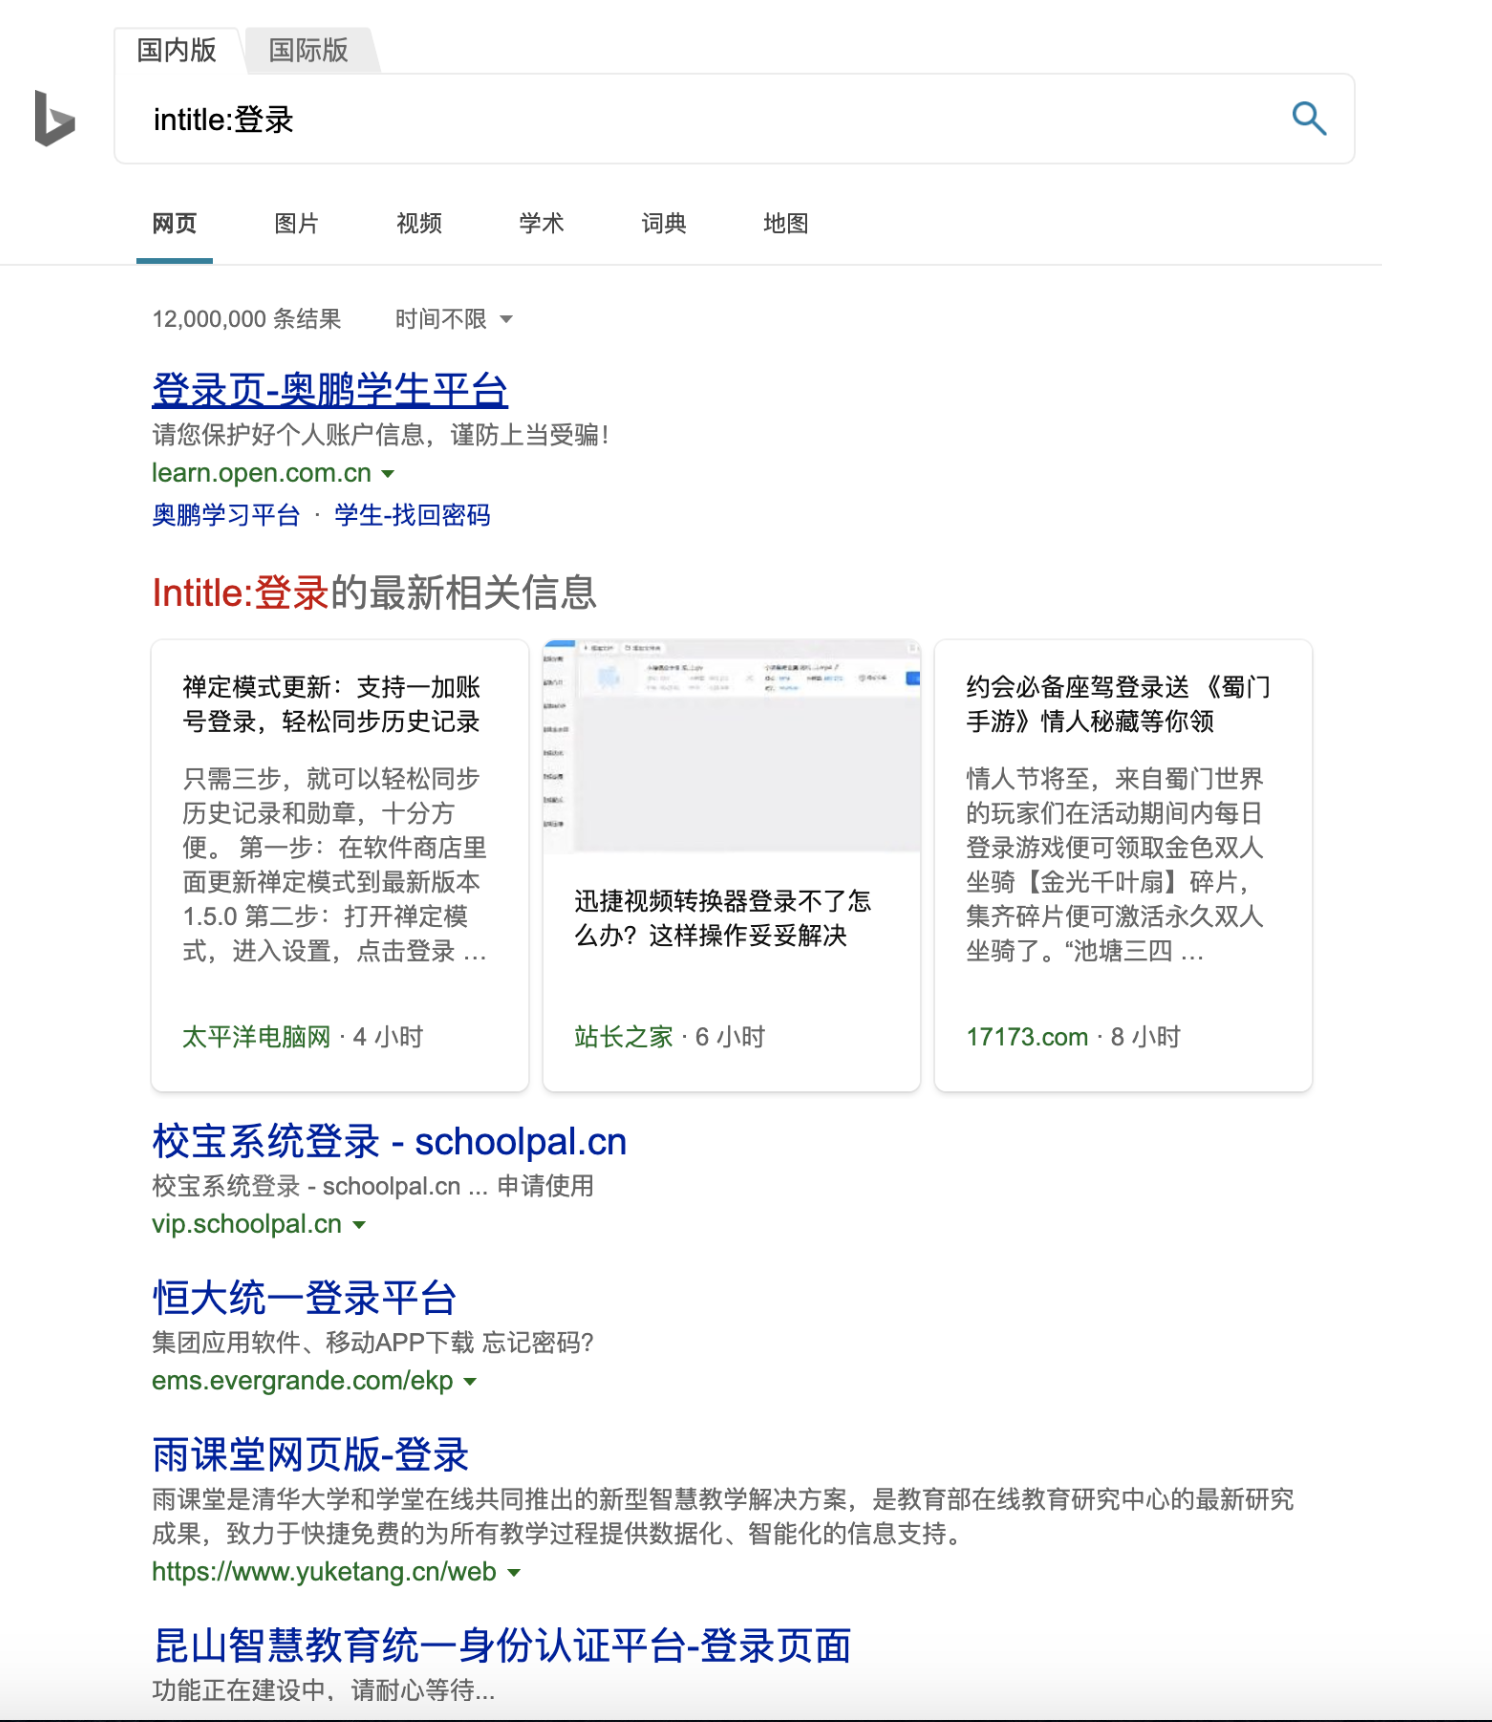 国内版 国际版
intitle:登录
网页 图片 视频 学术 词典 地图
12,000,000 条结果 时间不限
登录页-奥鹏学生平台
请您保护好个人账户信息，谨防上当受骗！
learn.open.com.cn
奥鹏学习平台 · 学生-找回密码
Intitle:登录的最新相关信息
禅定模式更新：支持一加账
号登录，轻松同步历史记录
只需三步，就可以轻松同步
历史记录和勋章，十分方
便。 第一步：在软件商店里
面更新禅定模式到最新版本
1.5.0 第二步：打开禅定模
式，进入设置，点击登录 ...
太平洋电脑网 · 4 小时
迅捷视频转换器登录不了怎
么办？这样操作妥妥解决
站长之家 · 6 小时
约会必备座驾登录送 《蜀门
手游》情人秘藏等你领
情人节将至，来自蜀门世界
的玩家们在活动期间内每日
登录游戏便可领取金色双人
坐骑【金光千叶扇】碎片，
集齐碎片便可激活永久双人
坐骑了。“池塘三四 ...
17173.com · 8 小时
校宝系统登录 - schoolpal.cn
校宝系统登录 - schoolpal.cn ... 申请使用
vip.schoolpal.cn
恒大统一登录平台
集团应用软件、移动APP下载 忘记密码?
ems.evergrande.com/ekp
雨课堂网页版-登录
雨课堂是清华大学和学堂在线共同推出的新型智慧教学解决方案，是教育部在线教育研究中心的最新研究
成果，致力于快捷免费的为所有教学过程提供数据化、智能化的信息支持。
https://www.yuketang.cn/web
昆山智慧教育统一身份认证平台-登录页面
功能正在建设中，请耐心等待...